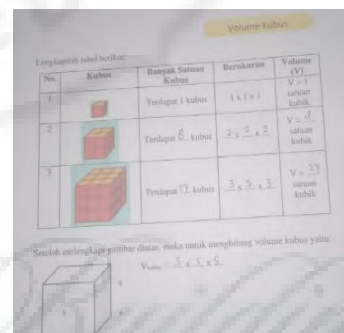 Volume Kubus
Lengkapilah tabel berikut:
No. Kubus Banyak Satuan Kubus Berukuran Volume (V)
1 Terdapat 1 kubus 1 x 1 x 1 V = 1 satuan kubik
2 Terdapat 8 kubus 2 x 2 x 2 V = 8 satuan kubik
3 Terdapat 27 kubus 3 x 3 x 3 V = 27 satuan kubik
Setelah melengkapi gambar diatas, maka untuk menghitung volume kubus yaitu:
V kubus = S x S x S
s